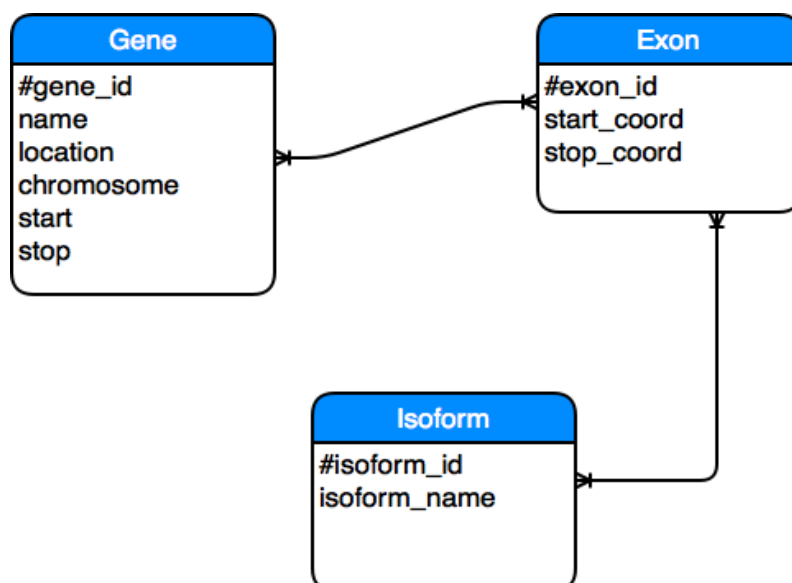 Gene
#gene_id
name
location
chromosome
start
stop
Exon
#exon_id
start_coord
stop_coord
Isoform
#isoform_id
isoform_name